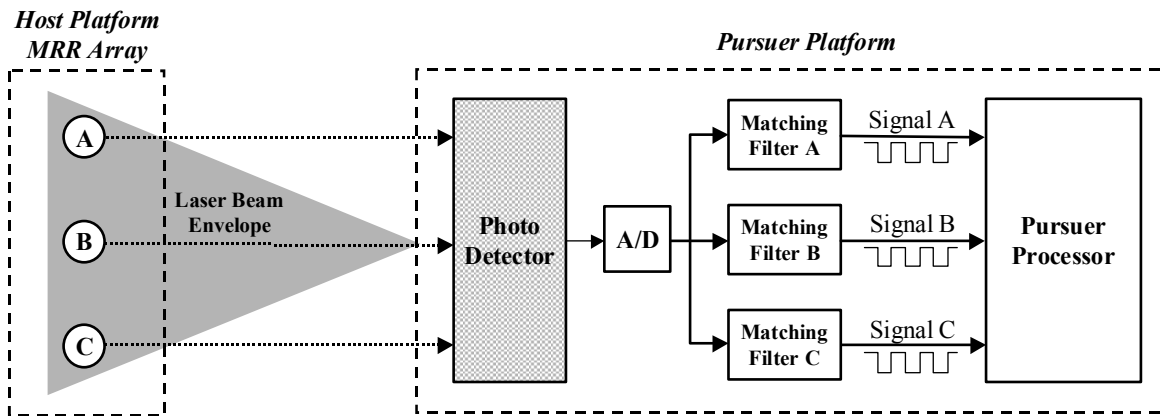 Host Platform
MRR Array
Pursuer Platform
A
B
C
Laser Beam
Envelope
Photo
Detector
A/D
Matching
Filter A
Signal A
Matching
Filter B
Signal B
Matching
Filter C
Signal C
Pursuer
Processor